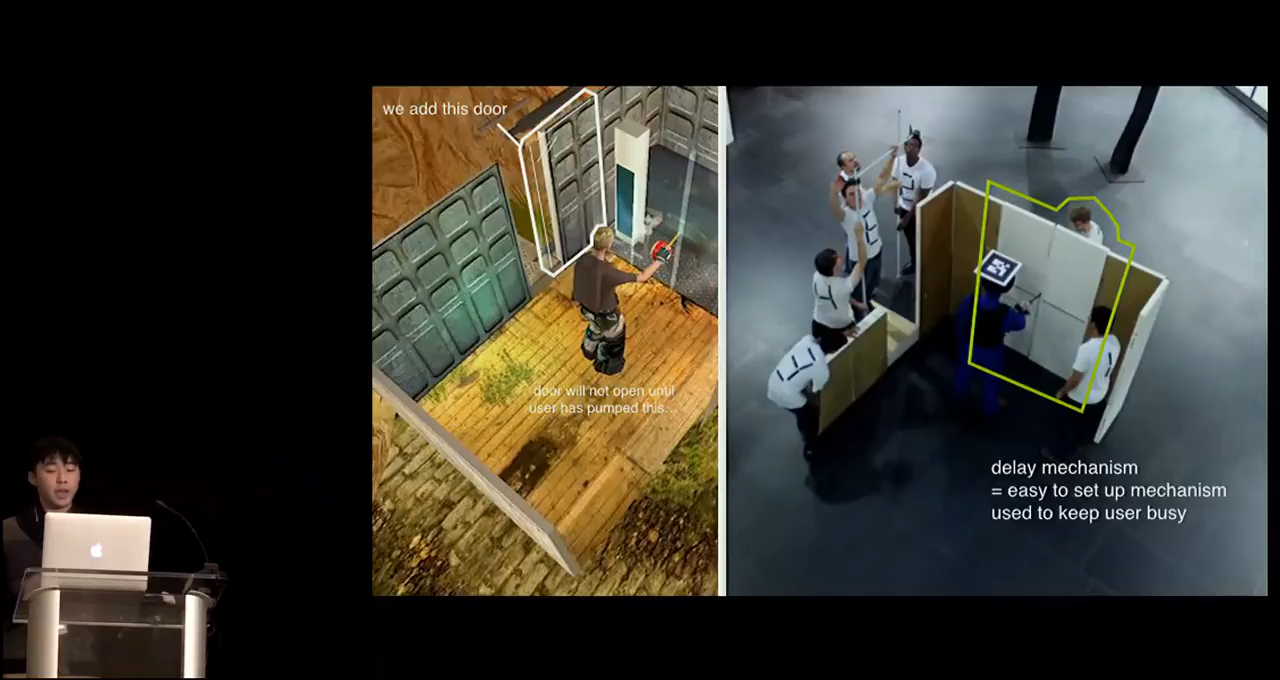 we add this door
door will not open until
user has pumped this...
delay mechanism
= easy to set up mechanism
used to keep user busy